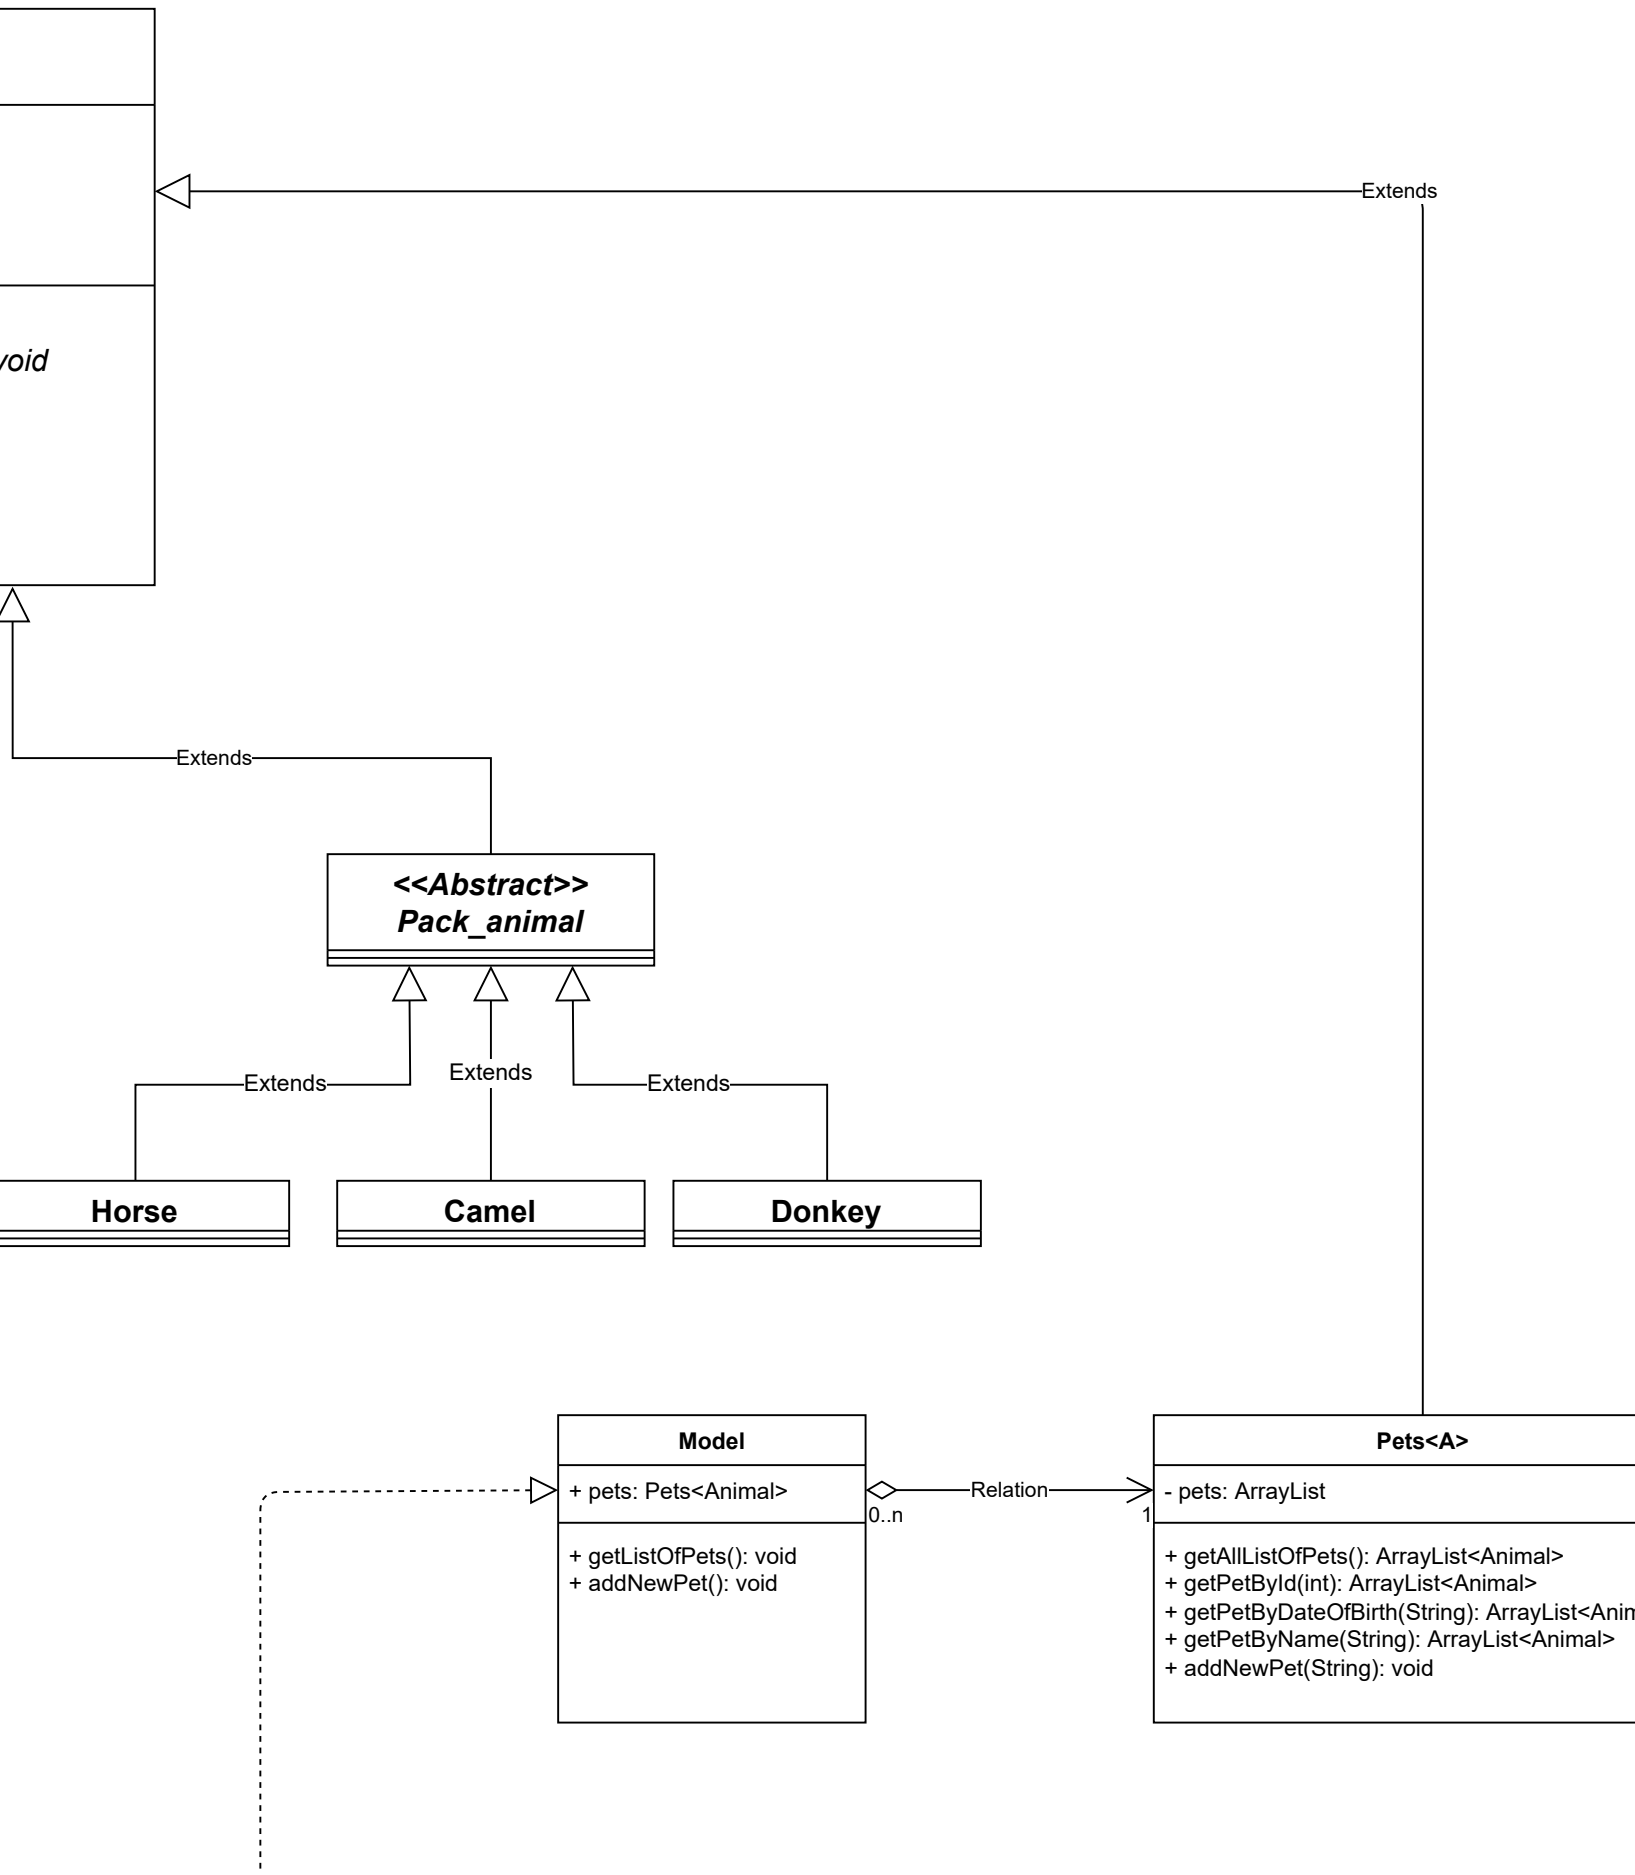 Extends
void
Extends
<<Abstract>>
Pack_animal
Extends
Extends
Extends
Horse
Camel
Donkey
Model
+ pets: Pets<Animal>
+ getListOfPets(): void
+ addNewPet(): void
Relation
0..n
1
Pets<A>
- pets: ArrayList
+ getAllListOfPets(): ArrayList<Animal>
+ getPetById(int): ArrayList<Animal>
+ getPetByDateOfBirth(String): ArrayList<Anim
+ getPetByName(String): ArrayList<Animal>
+ addNewPet(String): void